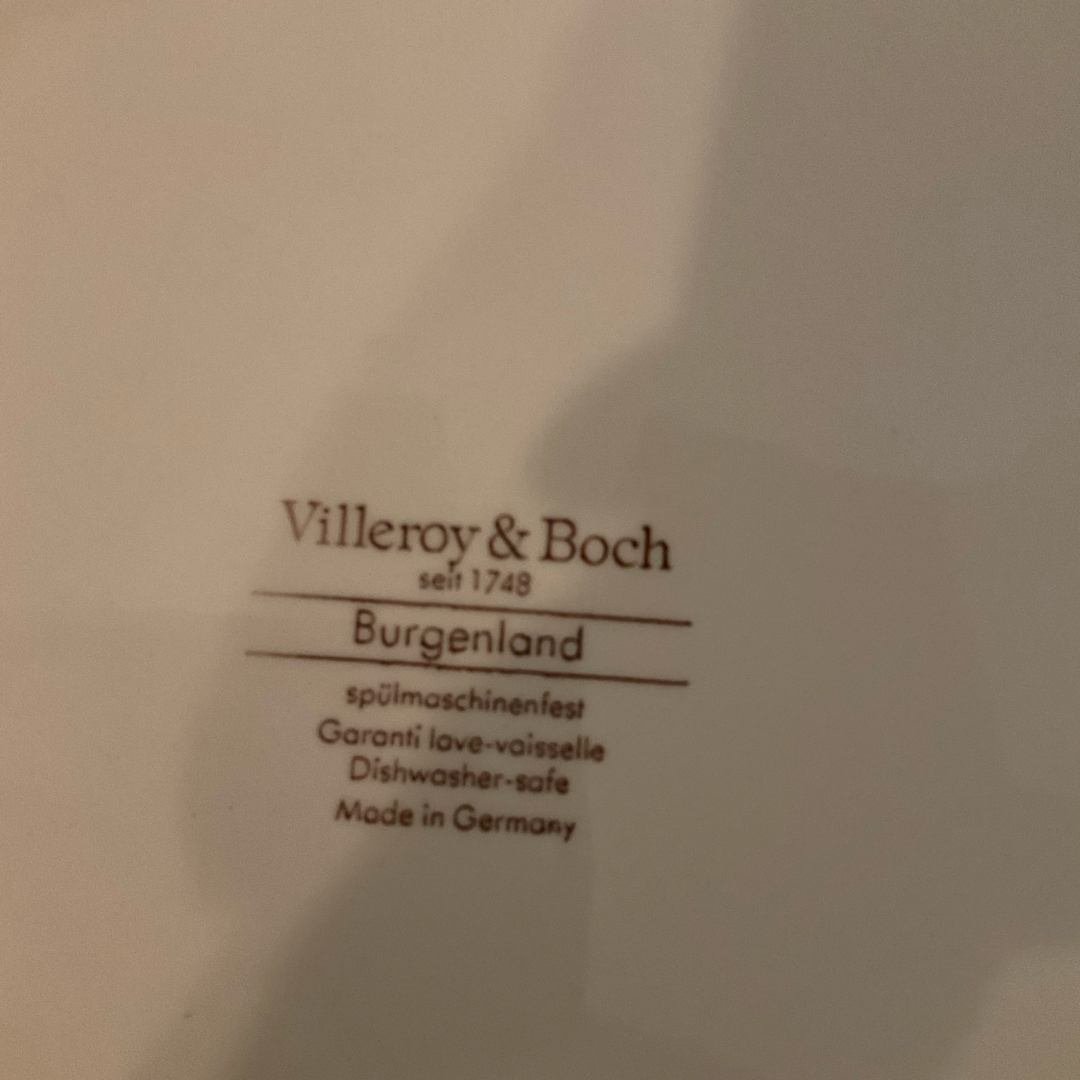 Villeroy & Boch
seit 1748
Burgenland
spülmaschinenfest
Garanti lave-vaisselle
Dishwasher-safe
Made in Germany